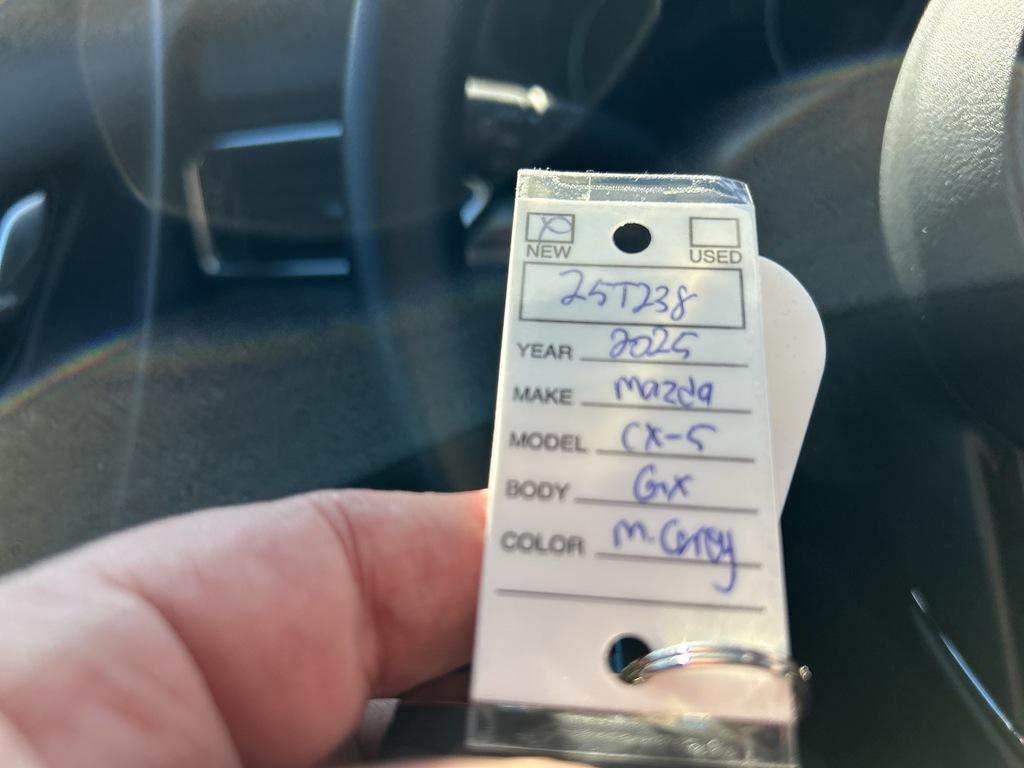 NEW USED
25T238
YEAR 2025
MAKE Mazda
MODEL CX-5
BODY GX
COLOR M. Grey